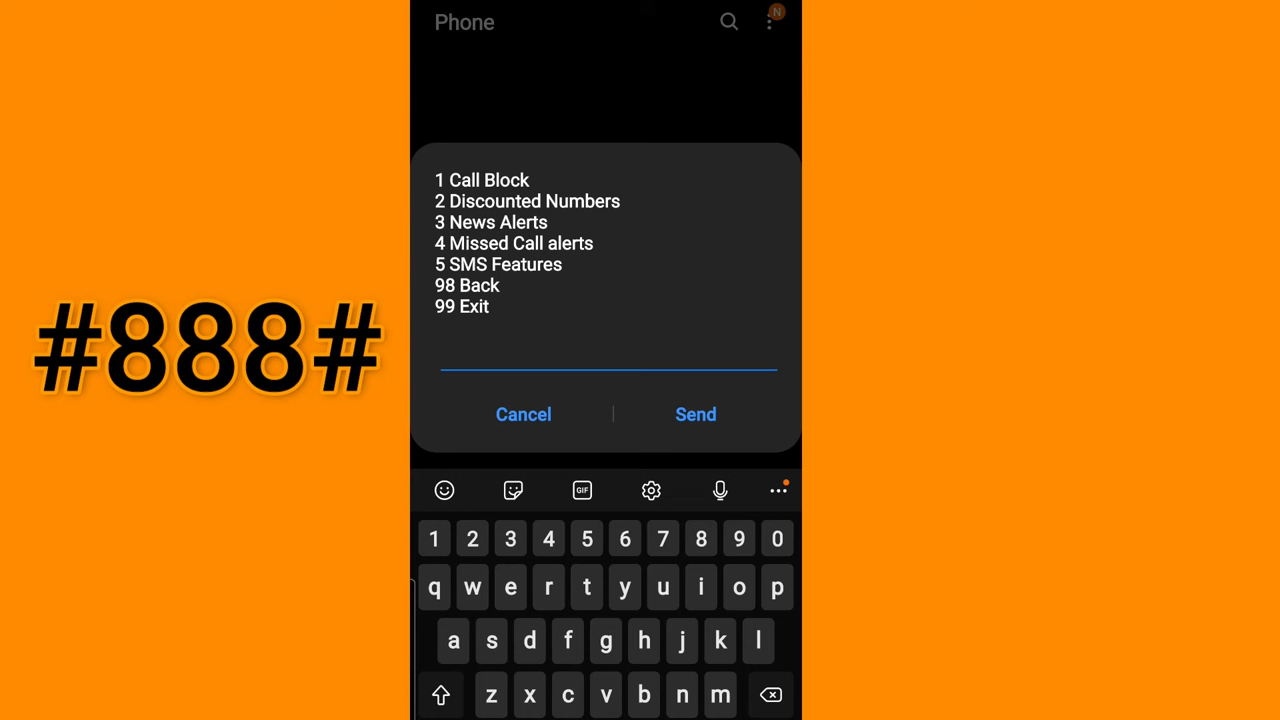 Phone
N
1 Call Block
2 Discounted Numbers
3 News Alerts
4 Missed Call alerts
5 SMS Features
98 Back
99 Exit
#888#
Cancel
Send
GIF
1 2 3 4 5 6 7 8 9 0
q w e r t y u i o p
a s d f g h j k l
z x c v b n m